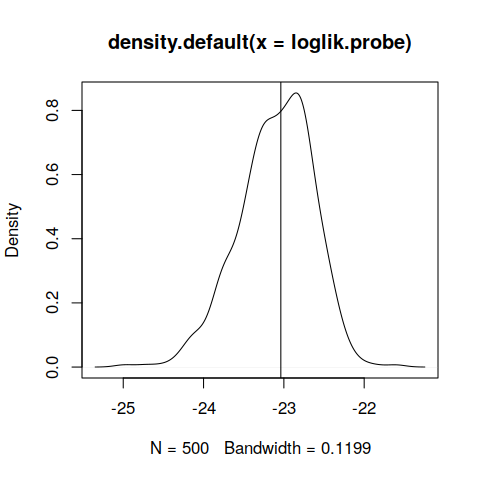 density.default(x = loglik.probe)
Density
0.0 0.2 0.4 0.6 0.8
-25 -24 -23 -22
N = 500 Bandwidth = 0.1199